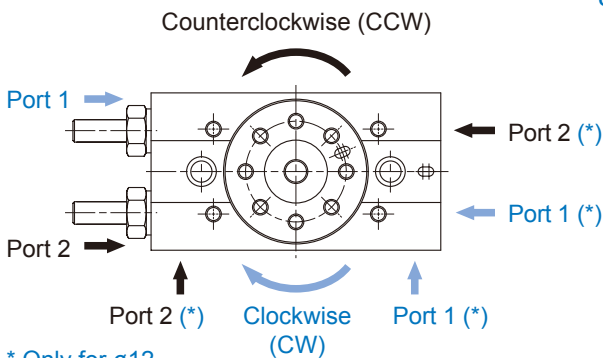 Counterclockwise (CCW)
Port 1
Port 2 (*)
Port 1 (*)
Port 2
Port 2 (*)
Clockwise
(CW)
Port 1 (*)